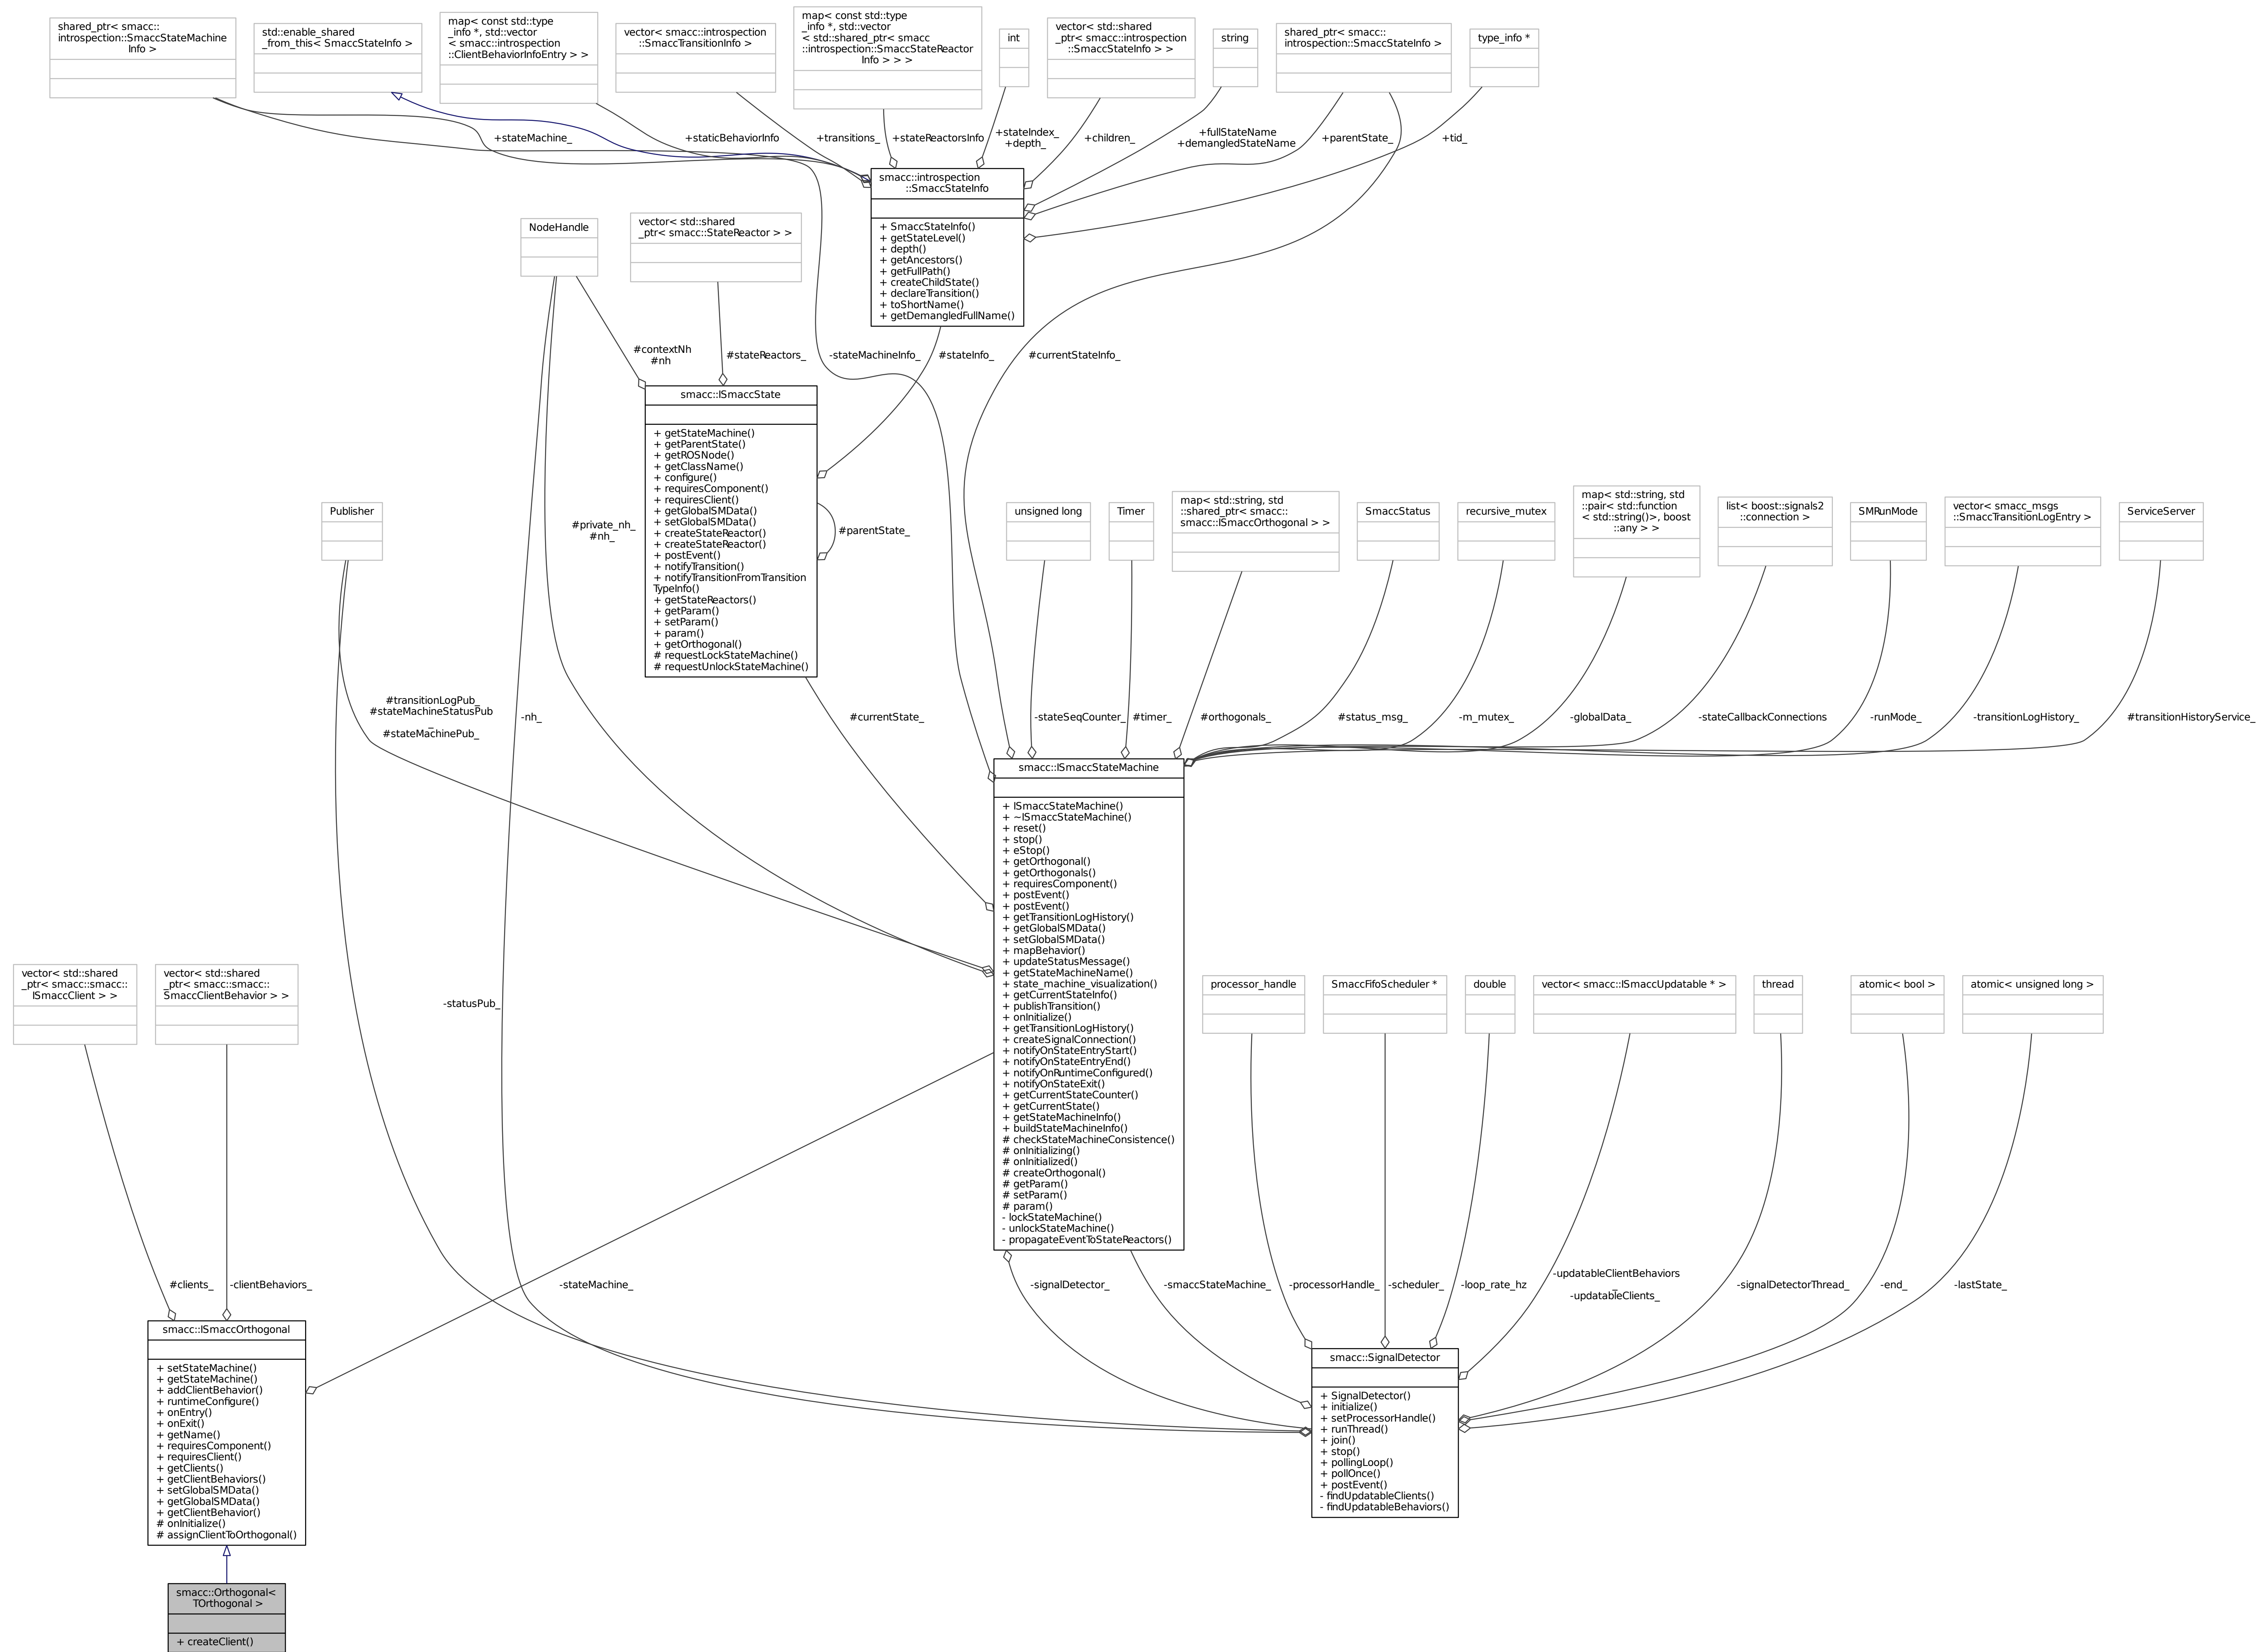 shared_ptr< smacc::
introspection::SmaccStateMachine
Info >
std::enable_shared
_from_this< SmaccStateInfo >
map< const std::type
_info *, std::vector
< smacc::introspection
::ClientBehaviorInfoEntry > >
vector< smacc::introspection
::SmaccTransitionInfo >
map< const std::type
_info *, std::vector
< std::shared_ptr< smacc
::introspection::SmaccStateReactor
Info > > >
int
vector< std::shared
_ptr< smacc::introspection
::SmaccStateInfo > >
string
shared_ptr< smacc::
introspection::SmaccStateInfo >
type_info *
+stateMachine_
+staticBehaviorInfo
+transitions_
+stateReactorsInfo
+stateIndex_
+depth_
+children_
+fullStateName
+demangledStateName
+parentState_
+tid_
smacc::introspection
::SmaccStateInfo
+ SmaccStateInfo()
+ getStateLevel()
+ depth()
+ getAncestors()
+ getFullPath()
+ createChildState()
+ declareTransition()
+ toShortName()
+ getDemangledFullName()
NodeHandle
vector< std::shared
_ptr< smacc::StateReactor > >
#contextNh
#nh
#stateReactors_
-stateMachineInfo_
#stateInfo_
#currentStateInfo_
smacc::ISmaccState
+ getStateMachine()
+ getParentState()
+ getROSNode()
+ getClassName()
+ configure()
+ requiresComponent()
+ requiresClient()
+ getGlobalSMData()
+ setGlobalSMData()
+ createStateReactor()
+ createStateReactor()
+ postEvent()
+ notifyTransition()
+ notifyTransitionFromTransition
TypeInfo()
+ getStateReactors()
+ getParam()
+ setParam()
+ param()
+ getOrthogonal()
# requestLockStateMachine()
# requestUnlockStateMachine()
#parentState_
#private_nh_
#nh_
Publisher
unsigned long
Timer
map< std::string, std
::shared_ptr< smacc::
smacc::ISmaccOrthogonal > >
SmaccStatus
recursive_mutex
map< std::string, std
::pair< std::function
< std::string()>, boost
::any > >
list< boost::signals2
::connection >
SMRunMode
vector< smacc_msgs
::SmaccTransitionLogEntry >
ServiceServer
#transitionLogPub_
#stateMachineStatusPub
_
#stateMachinePub_
-nh_
#currentState_
-stateSeqCounter_
#timer_
#orthogonals_
#status_msg_
-m_mutex_
-globalData_
-stateCallbackConnections
-runMode_
-transitionLogHistory_
#transitionHistoryService_
smacc::ISmaccStateMachine
+ ISmaccStateMachine()
+ ~ISmaccStateMachine()
+ reset()
+ stop()
+ eStop()
+ getOrthogonal()
+ getOrthogonals()
+ requiresComponent()
+ postEvent()
+ postEvent()
+ getTransitionLogHistory()
+ getGlobalSMData()
+ setGlobalSMData()
+ mapBehavior()
+ updateStatusMessage()
+ getStateMachineName()
+ state_machine_visualization()
+ getCurrentStateInfo()
+ publishTransition()
+ onInitialize()
+ getTransitionLogHistory()
+ createSignalConnection()
+ notifyOnStateEntryStart()
+ notifyOnStateEntryEnd()
+ notifyOnRuntimeConfigured()
+ notifyOnStateExit()
+ getCurrentStateCounter()
+ getCurrentState()
+ getStateMachineInfo()
+ buildStateMachineInfo()
# checkStateMachineConsistence()
# onInitializing()
# onInitialized()
# createOrthogonal()
# getParam()
# setParam()
# param()
- lockStateMachine()
- unlockStateMachine()
- propagateEventToStateReactors()
vector< std::shared
_ptr< smacc::smacc::
ISmaccClient > >
vector< std::shared
_ptr< smacc::smacc::
SmaccClientBehavior > >
-statusPub_
processor_handle
SmaccFifoScheduler *
double
vector< smacc::ISmaccUpdatable * >
thread
atomic< bool >
atomic< unsigned long >
#clients_
-clientBehaviors_
-stateMachine_
-signalDetector_
-smaccStateMachine_
-processorHandle_
-scheduler_
-loop_rate_hz
-updatableClientBehaviors
_
-updatableClients_
-signalDetectorThread_
-end_
-lastState_
smacc::ISmaccOrthogonal
+ setStateMachine()
+ getStateMachine()
+ addClientBehavior()
+ runtimeConfigure()
+ onEntry()
+ onExit()
+ getName()
+ requiresComponent()
+ requiresClient()
+ getClients()
+ getClientBehaviors()
+ setGlobalSMData()
+ getGlobalSMData()
+ getClientBehavior()
# onInitialize()
# assignClientToOrthogonal()
smacc::SignalDetector
+ SignalDetector()
+ initialize()
+ setProcessorHandle()
+ runThread()
+ join()
+ stop()
+ pollingLoop()
+ pollOnce()
+ postEvent()
- findUpdatableClients()
- findUpdatableBehaviors()
smacc::Orthogonal<
TOrthogonal >
+ createClient()